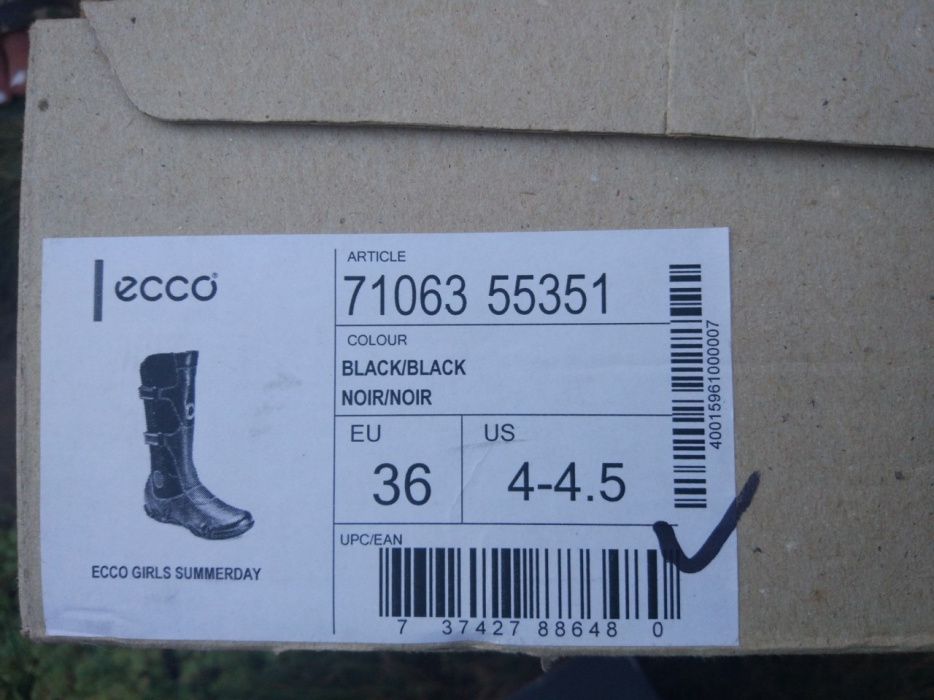 ecco®
ECCO GIRLS SUMMERDAY
ARTICLE
71063 55351
COLOUR
BLACK/BLACK
NOIR/NOIR
EU
36
US
4-4.5
UPC/EAN
7 37427 88648 0
4001596100007